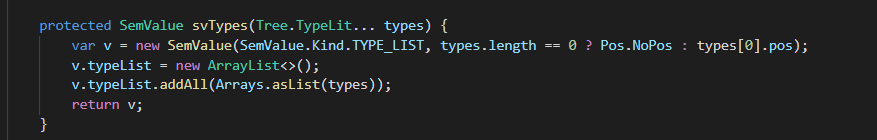 protected SemValue svTypes(Tree.TypeLit... types) {
    var v = new SemValue(SemValue.Kind.TYPE_LIST, types.length == 0 ? Pos.NoPos : types[0].pos);
    v.typeList = new ArrayList<>();
    v.typeList.addAll(Arrays.asList(types));
    return v;
}